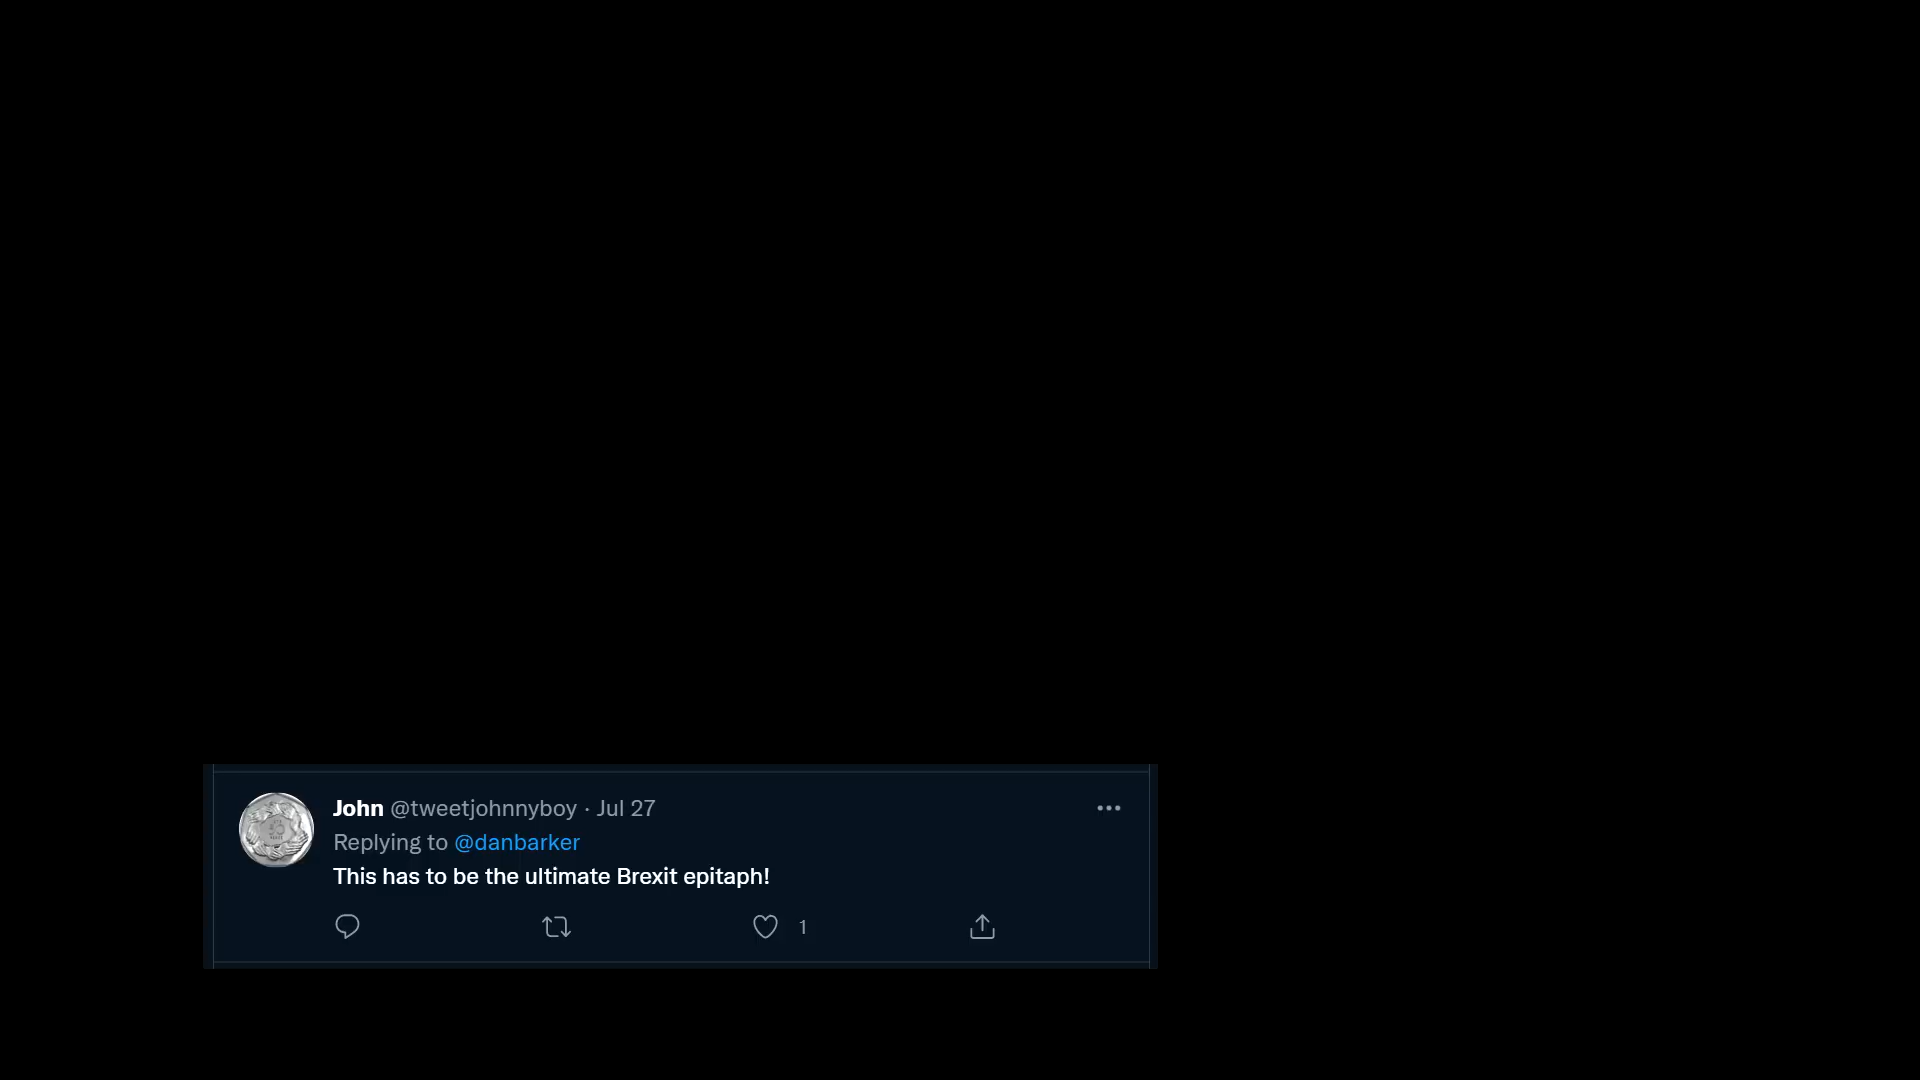 John @tweetjohnnyboy · Jul 27
Replying to @danbarker
This has to be the ultimate Brexit epitaph!
1